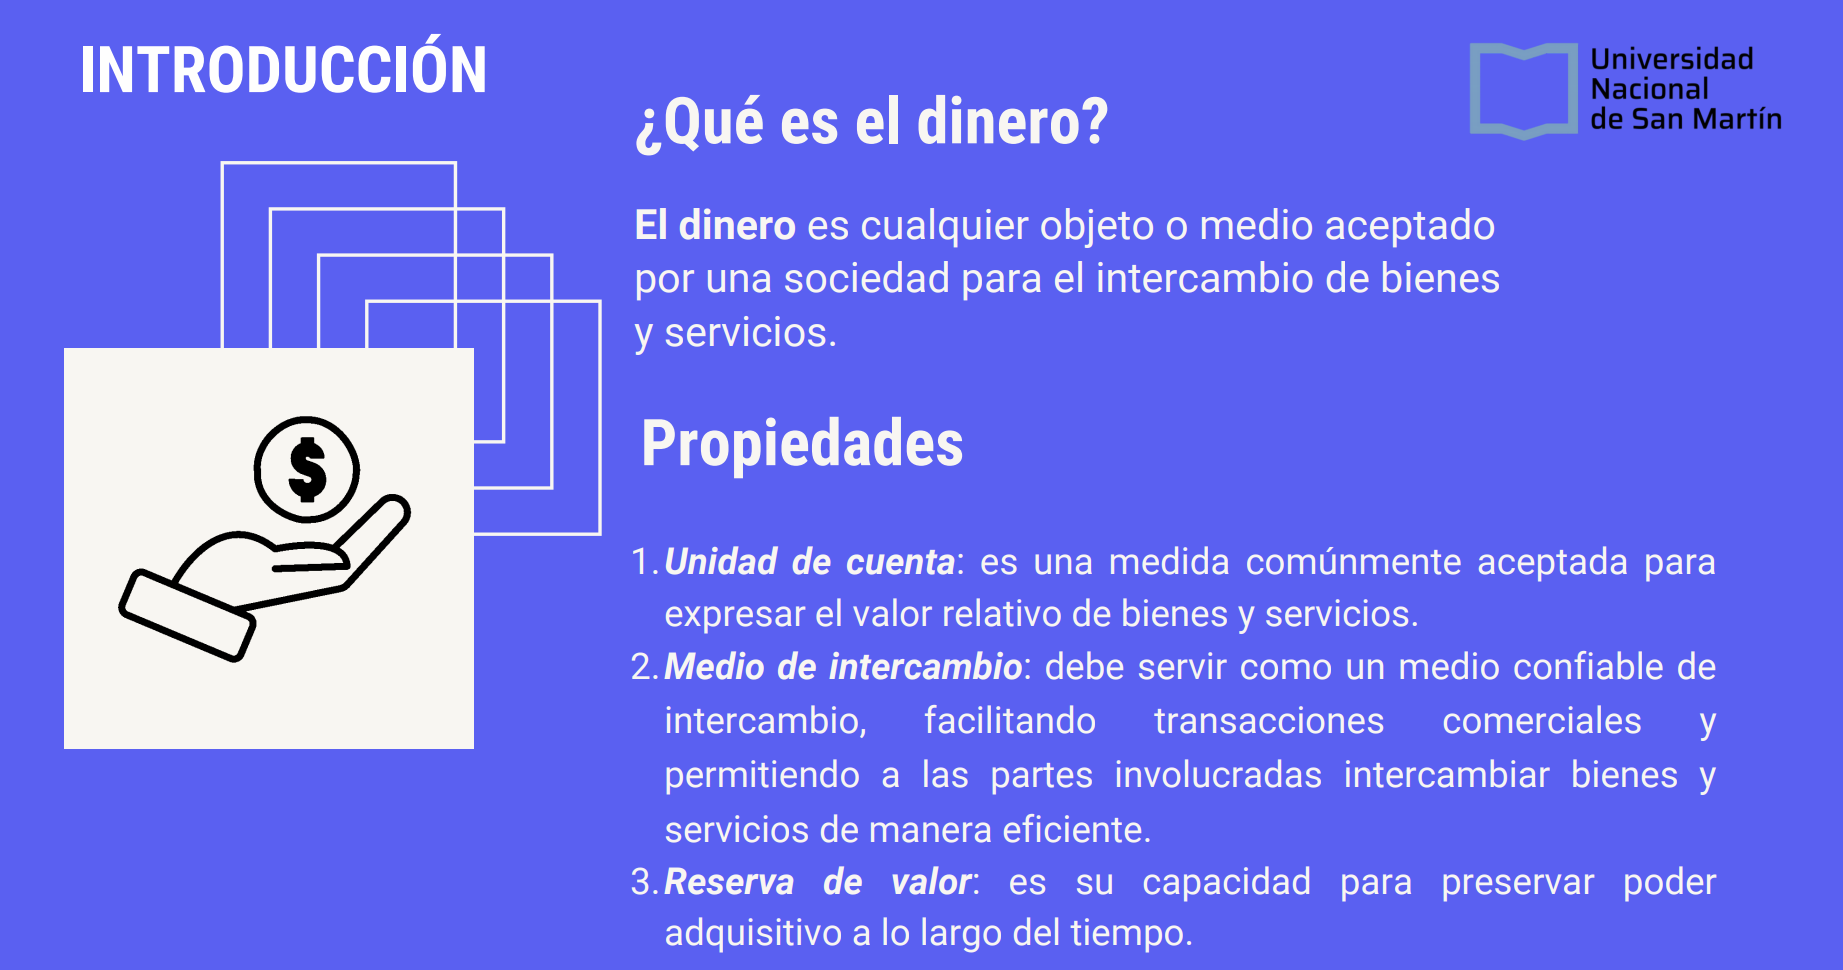 INTRODUCCIÓN
Universidad
Nacional
de San Martín
¿Qué es el dinero?
El dinero es cualquier objeto o medio aceptado
por una sociedad para el intercambio de bienes
y servicios.
$
Propiedades
1. Unidad de cuenta: es una medida comúnmente aceptada para
expresar el valor relativo de bienes y servicios.
2. Medio de intercambio: debe servir como un medio confiable de
intercambio, facilitando transacciones comerciales y
permitiendo a las partes involucradas intercambiar bienes y
servicios de manera eficiente.
3. Reserva de valor: es su capacidad para preservar poder
adquisitivo a lo largo del tiempo.